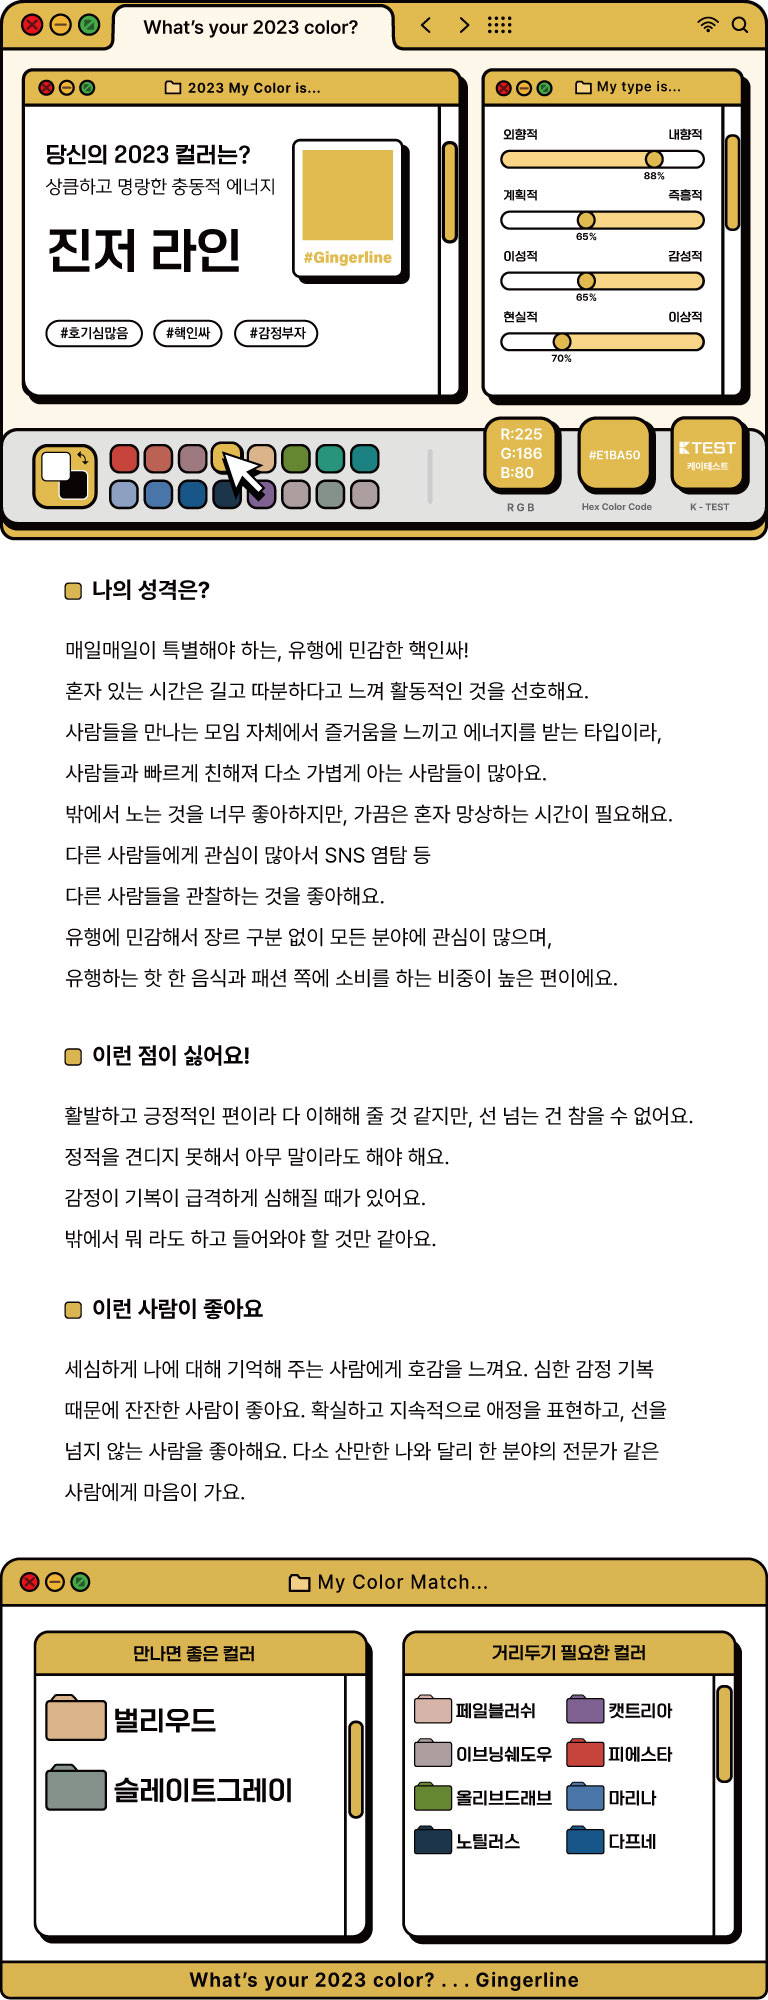 What's your 2023 color?
2023 My Color is...
당신의 2023 컬러는?
상큼하고 명랑한 충동적 에너지
진저 라인
#Gingerline
#호기심많음 #핵인싸 #감정부자
My type is...
외향적 내향적
88%
계획적 즉흥적
65%
이성적 감성적
65%
현실적 이상적
70%
R:225
G:186
B:80
#E1BA50
KTEST
케이테스트
RGB Hex Color Code K - TEST
나의 성격은?
매일매일이 특별해야 하는, 유행에 민감한 핵인싸!
혼자 있는 시간은 길고 따분하다고 느껴 활동적인 것을 선호해요.
사람들을 만나는 모임 자체에서 즐거움을 느끼고 에너지를 받는 타입이라,
사람들과 빠르게 친해져 다소 가볍게 아는 사람들이 많아요.
밖에서 노는 것을 너무 좋아하지만, 가끔은 혼자 망상하는 시간이 필요해요.
다른 사람들에게 관심이 많아서 SNS 염탐 등
다른 사람들을 관찰하는 것을 좋아해요.
유행에 민감해서 장르 구분 없이 모든 분야에 관심이 많으며,
유행하는 핫 한 음식과 패션 쪽에 소비를 하는 비중이 높은 편이에요.
이런 점이 싫어요!
활발하고 긍정적인 편이라 다 이해해 줄 것 같지만, 선 넘는 건 참을 수 없어요.
정적을 견디지 못해서 아무 말이라도 해야 해요.
감정이 기복이 급격하게 심해질 때가 있어요.
밖에서 뭐 라도 하고 들어와야 할 것만 같아요.
이런 사람이 좋아요
세심하게 나에 대해 기억해 주는 사람에게 호감을 느껴요. 심한 감정 기복
때문에 잔잔한 사람이 좋아요. 확실하고 지속적으로 애정을 표현하고, 선을
넘지 않는 사람을 좋아해요. 다소 산만한 나와 달리 한 분야의 전문가 같은
사람에게 마음이 가요.
My Color Match...
만나면 좋은 컬러
벌리우드
슬레이트그레이
거리두기 필요한 컬러
페일블러쉬 캣트리아
이브닝쉐도우 피에스타
올리브드래브 마리나
노틸러스 다프네
What's your 2023 color? . . . Gingerline